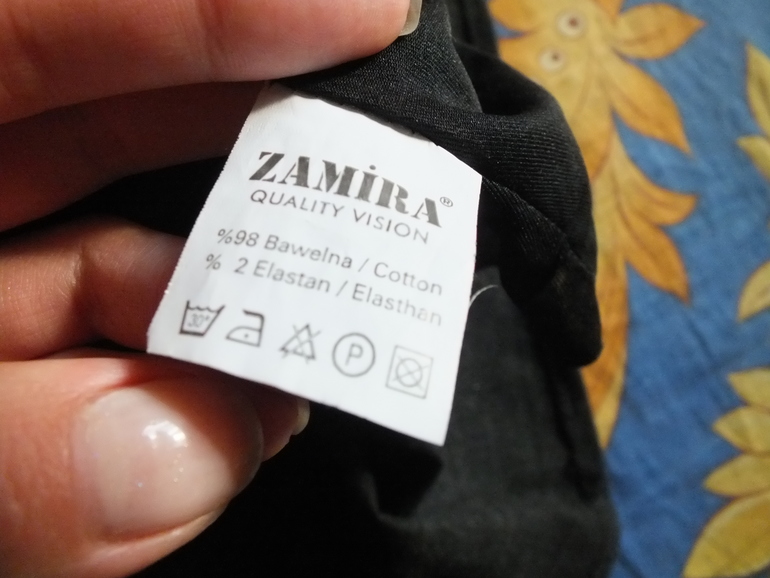 ZAMİRA®
QUALITY VISION
%98 Bawelna / Cotton
% 2 Elastan / Elasthan
30°
P